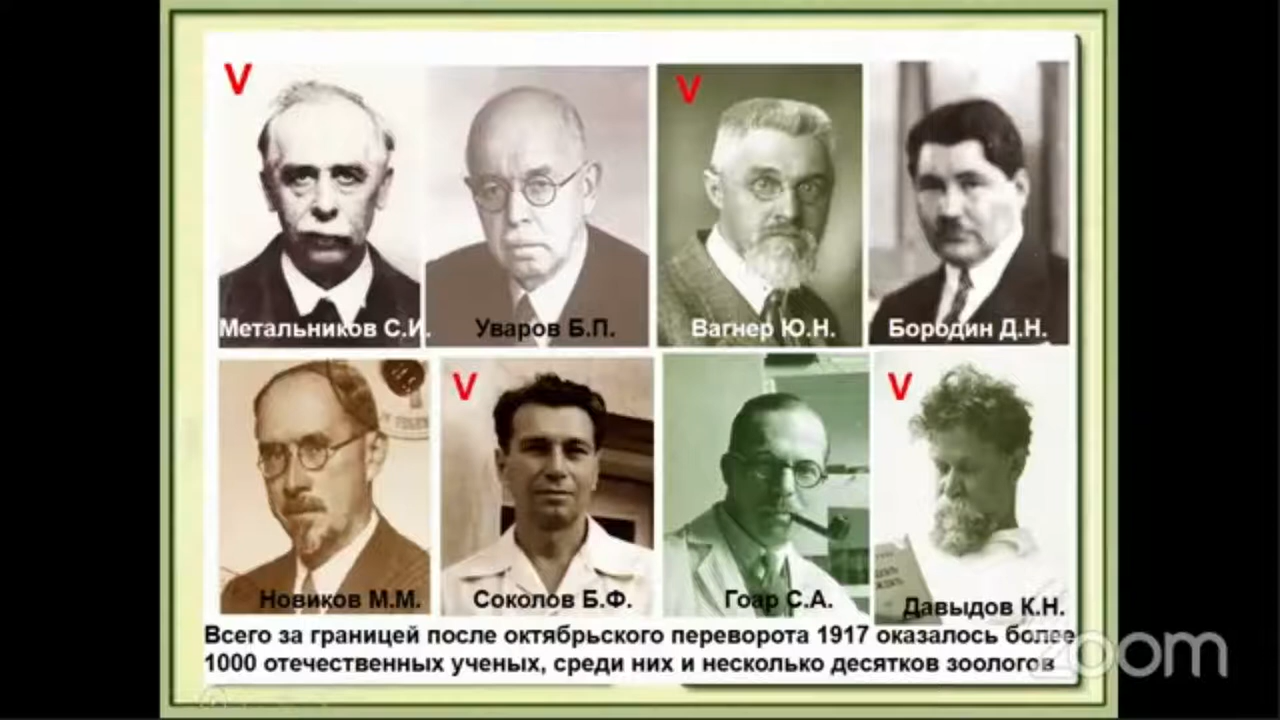 V
V
Метальников С.И.
Уваров Б.П.
Вагнер Ю.Н.
Бородин Д.Н.
V
V
Новиков М.М.
Соколов Б.Ф.
Гоар С.А.
Давыдов К.Н.
Всего за границей после октябрьского переворота 1917 оказалось более
1000 отечественных ученых, среди них и несколько десятков зоологов
zoom